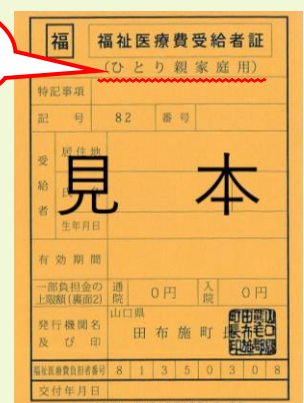 福 福祉医療費受給者証
(ひとり親家庭用)
特記事項
記号 82 番号
受給者 居住地
見本
生年月日
有効期間
一部負担金の上限額(裏面2) 通院 0円 入院 0円
発行機関名及び印 山口県
田布施町長
福祉医療費負担者番号 8 1 3 5 0 3 0 8
交付年月日